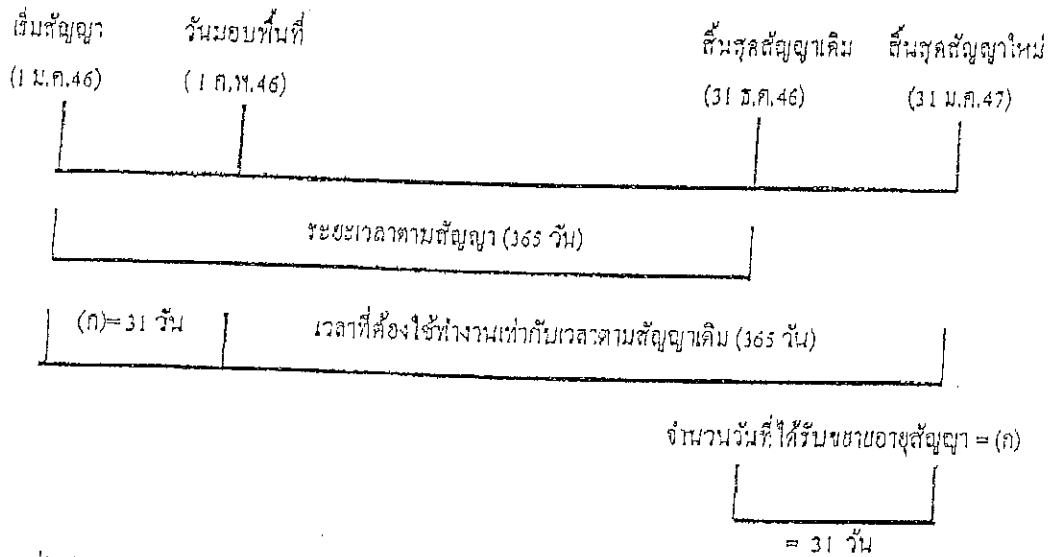 เริ่มสัญญา วันมอบพื้นที่ สิ้นสุดสัญญาเดิม สิ้นสุดสัญญาใหม่
(1 ม.ค.46) (1 ก.พ.46) (31 ธ.ค.46) (31 ม.ค.47)
ระยะเวลาตามสัญญา (365 วัน)
(ก)= 31 วัน เวลาที่ต้องใช้ทำงานเท่ากับเวลาตามสัญญาเดิม (365 วัน)
จำนวนวันที่ได้รับขยายอายุสัญญา = (ก)
= 31 วัน